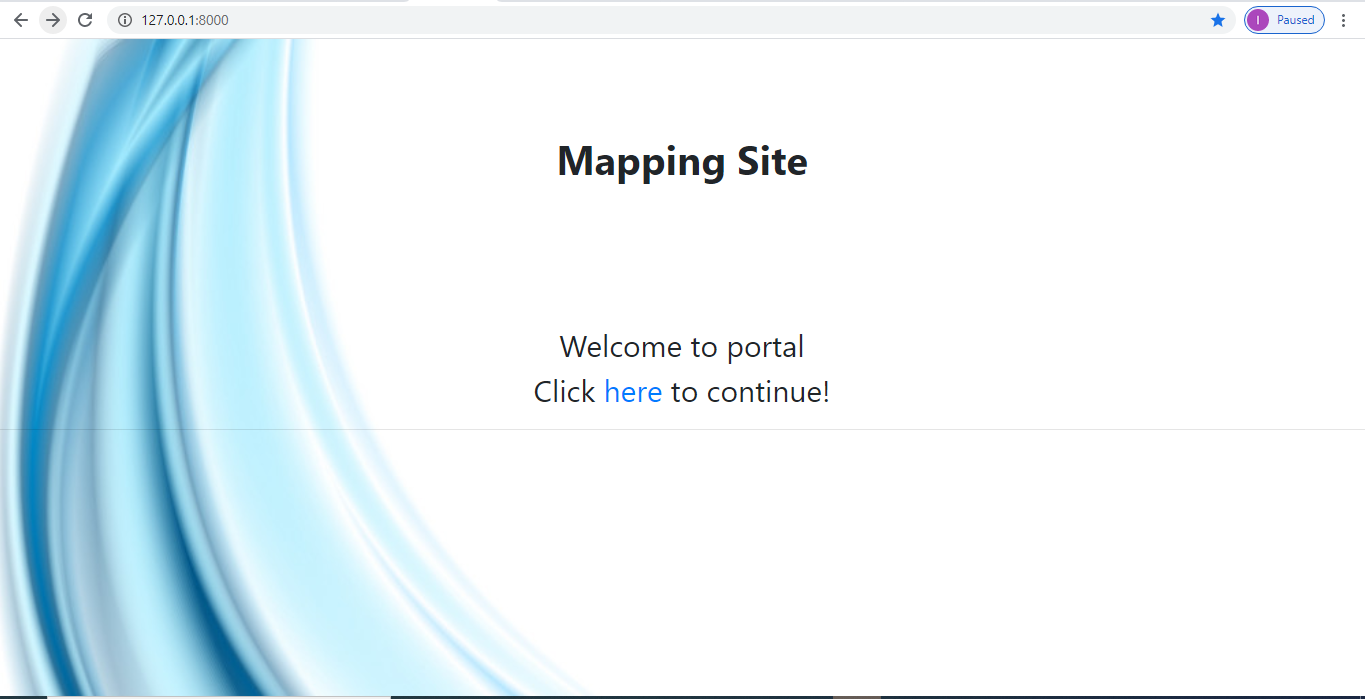 127.0.0.1:8000
I
Paused
Mapping Site
Welcome to portal
Click here to continue!